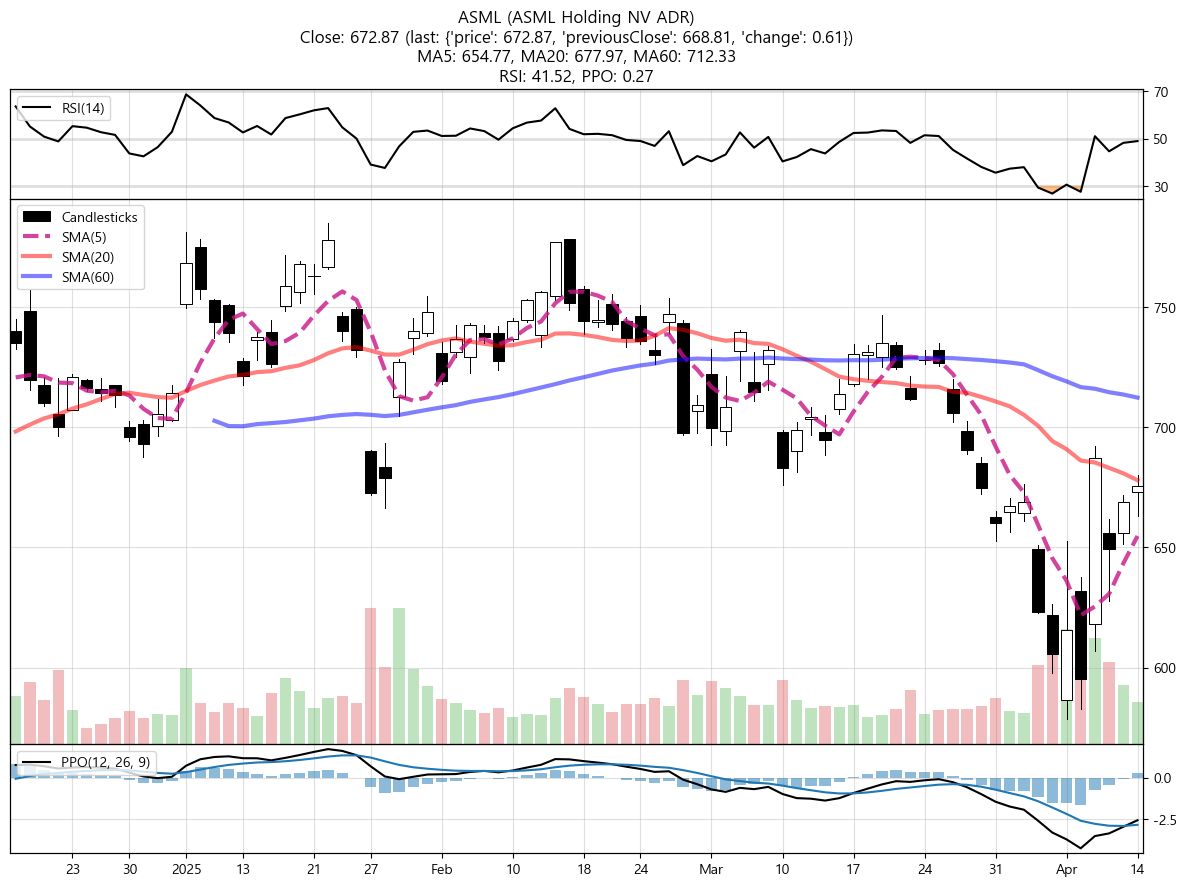 ASML (ASML Holding NV ADR)
Close: 672.87 (last: {'price': 672.87, 'previousClose': 668.81, 'change': 0.61})
MA5: 654.77, MA20: 677.97, MA60: 712.33
RSI: 41.52, PPO: 0.27
RSI(14)
70
50
30
Candlesticks
SMA(5)
SMA(20)
SMA(60)
750
700
650
600
PPO(12, 26, 9)
0.0
-2.5
23 30 2025 13 21 27 Feb 10 18 24 Mar 10 17 24 31 Apr 14